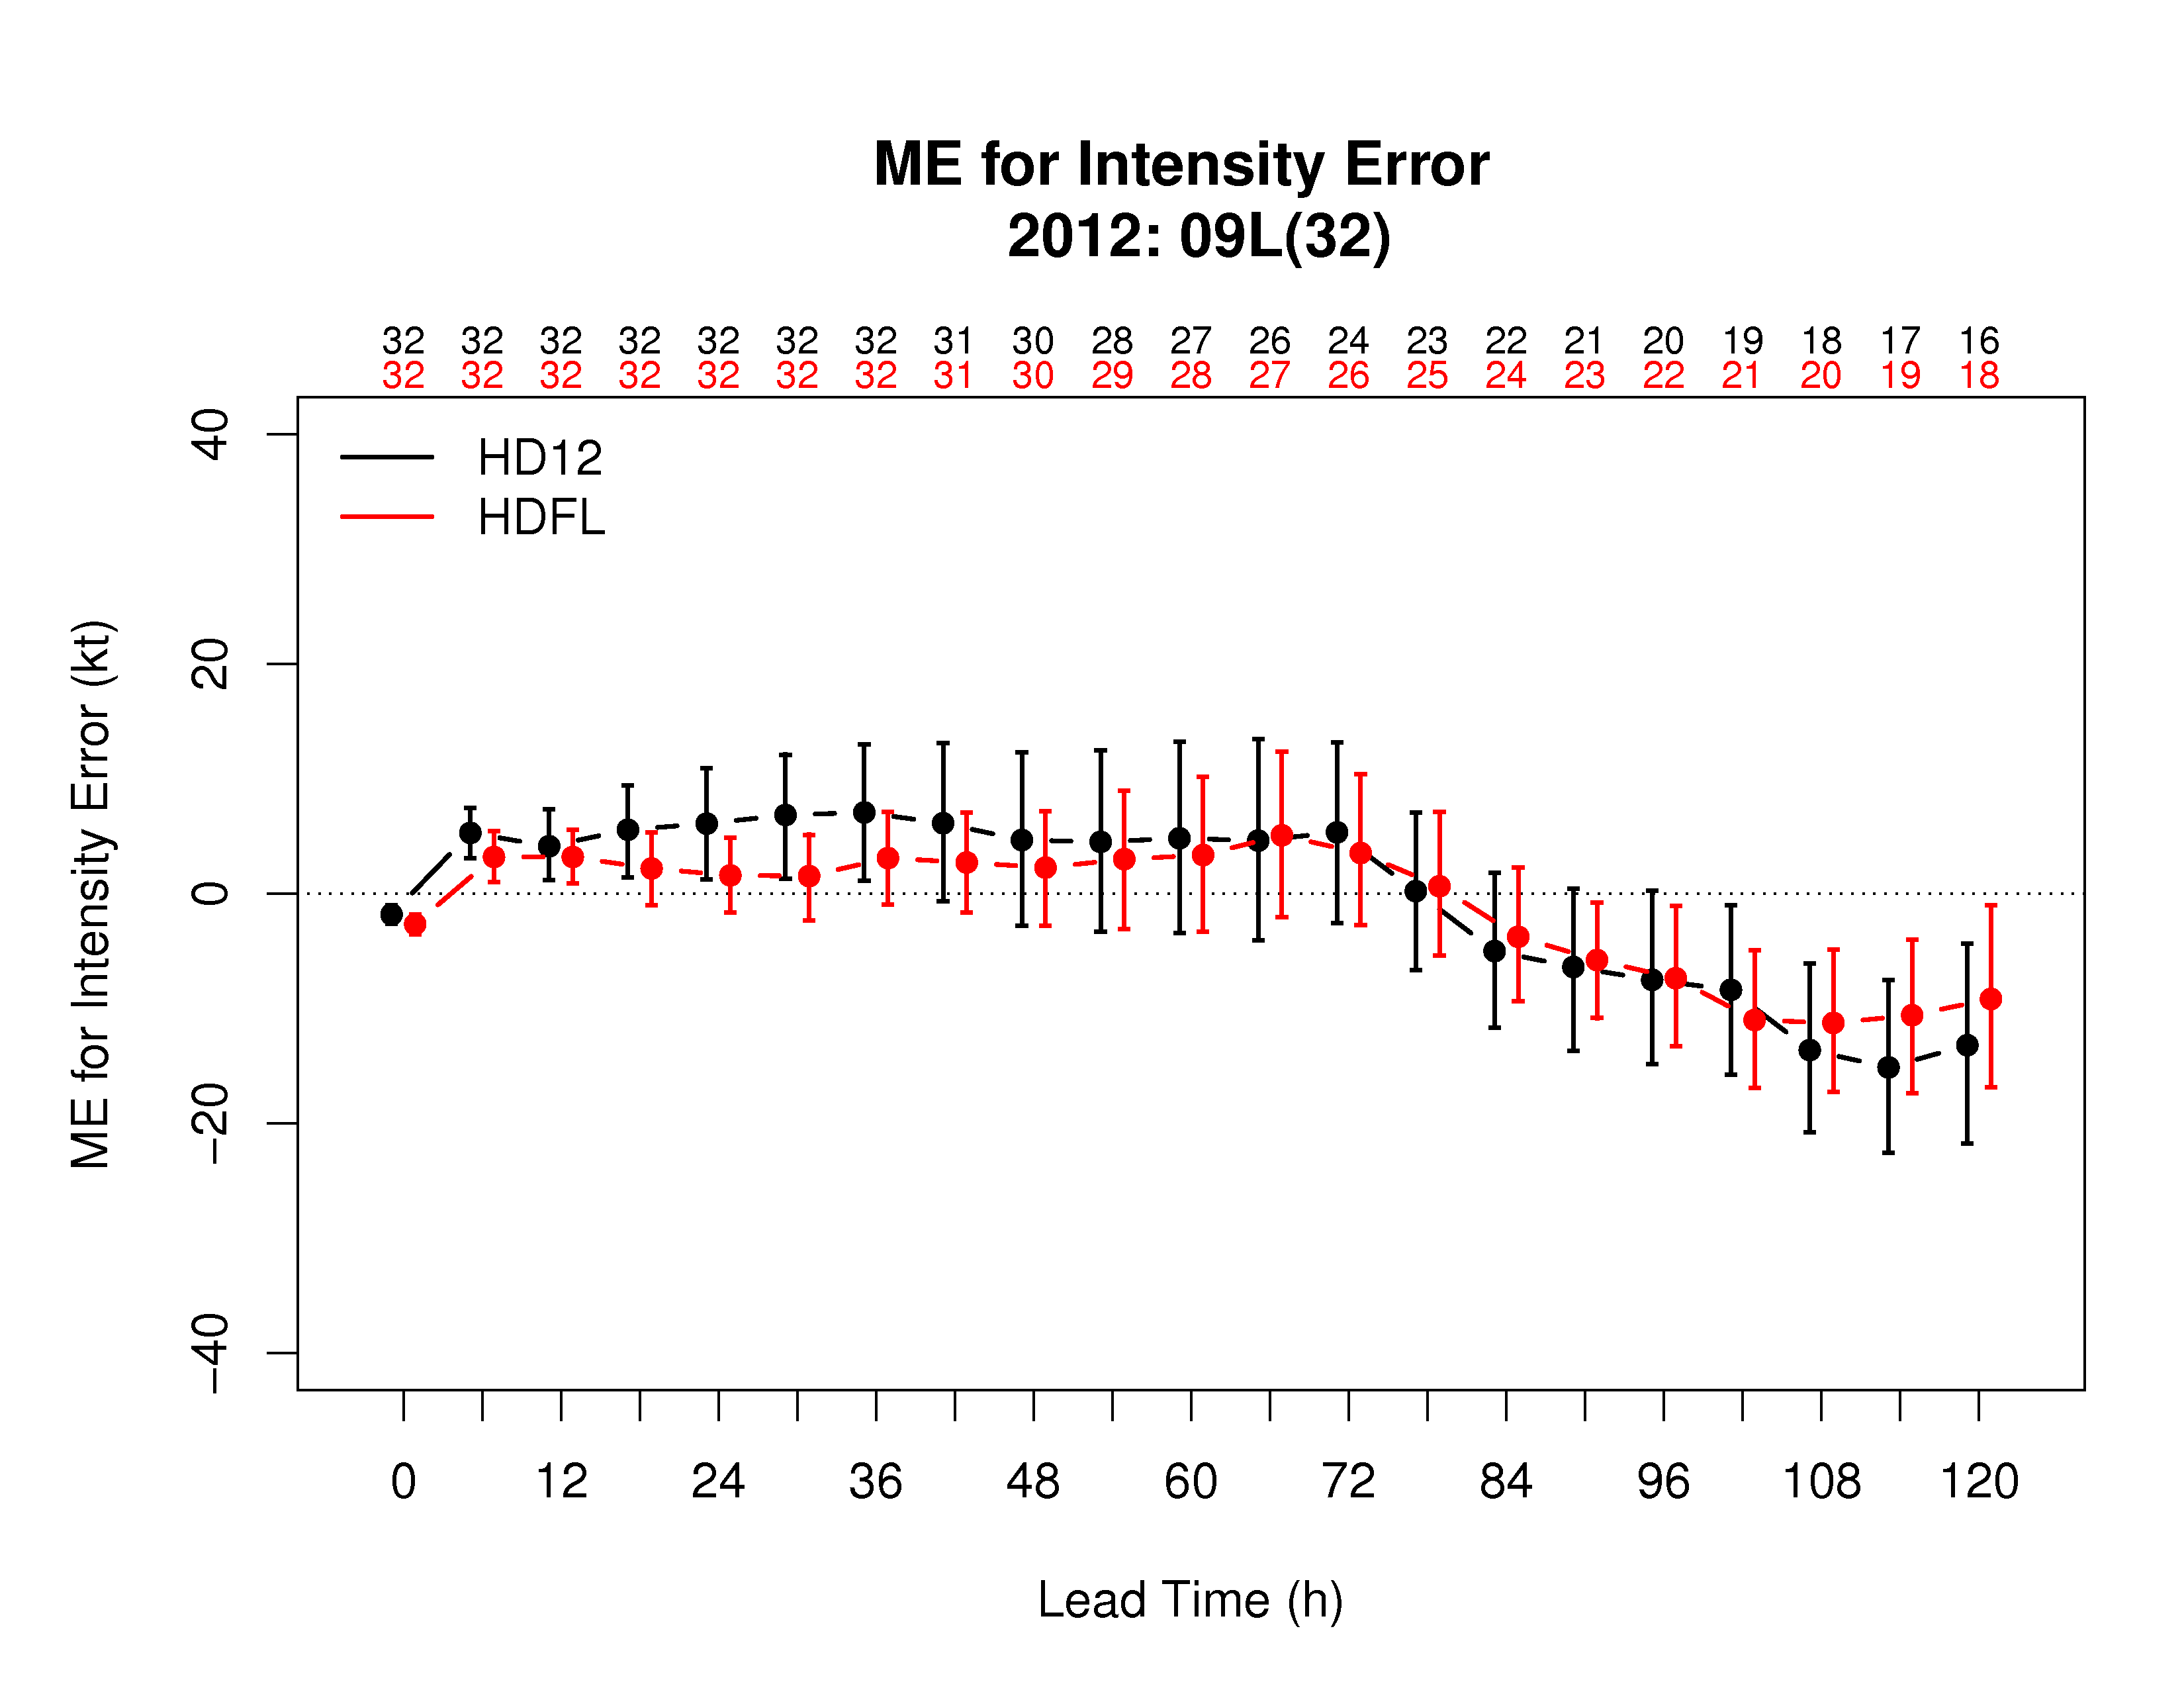 ME for Intensity Error
2012: 09L(32)
32 32 32 32 32 32 32 31 30 28 27 26 24 23 22 21 20 19 18 17 16
32 32 32 32 32 32 32 31 30 29 28 27 26 25 24 23 22 21 20 19 18
HD12
HDFL
ME for Intensity Error (kt)
40
20
0
−20
−40
0 12 24 36 48 60 72 84 96 108 120
Lead Time (h)